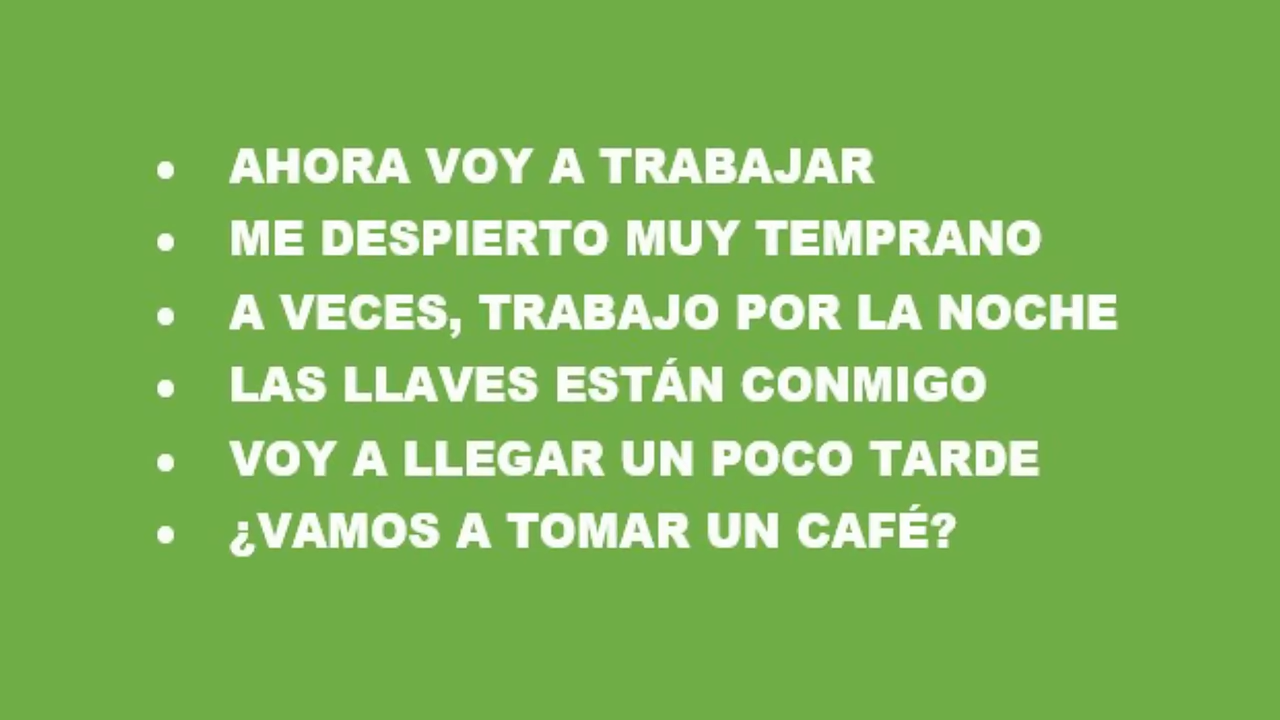 • AHORA VOY A TRABAJAR
• ME DESPIERTO MUY TEMPRANO
• A VECES, TRABAJO POR LA NOCHE
• LAS LLAVES ESTÁN CONMIGO
• VOY A LLEGAR UN POCO TARDE
• ¿VAMOS A TOMAR UN CAFÉ?